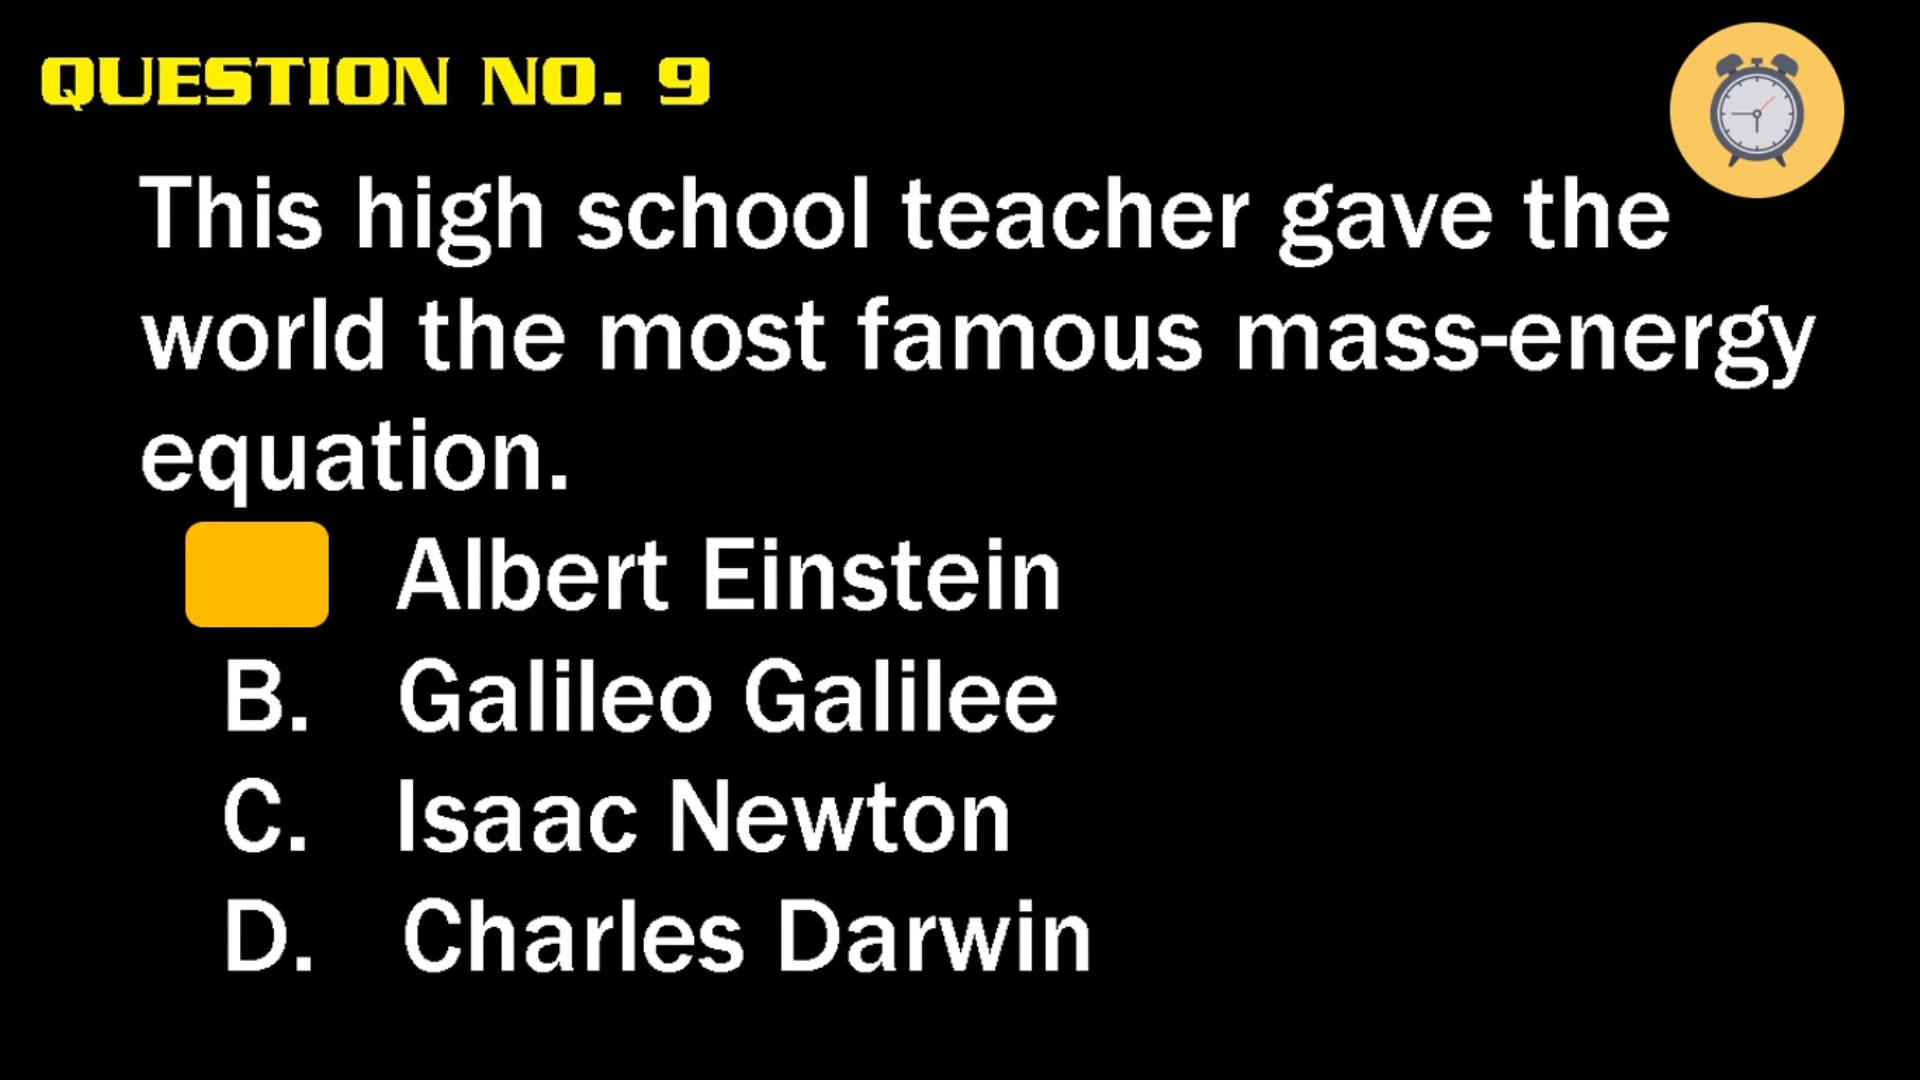 QUESTION NO. 9
This high school teacher gave the
world the most famous mass-energy
equation.
Albert Einstein
B. Galileo Galilee
C. Isaac Newton
D. Charles Darwin